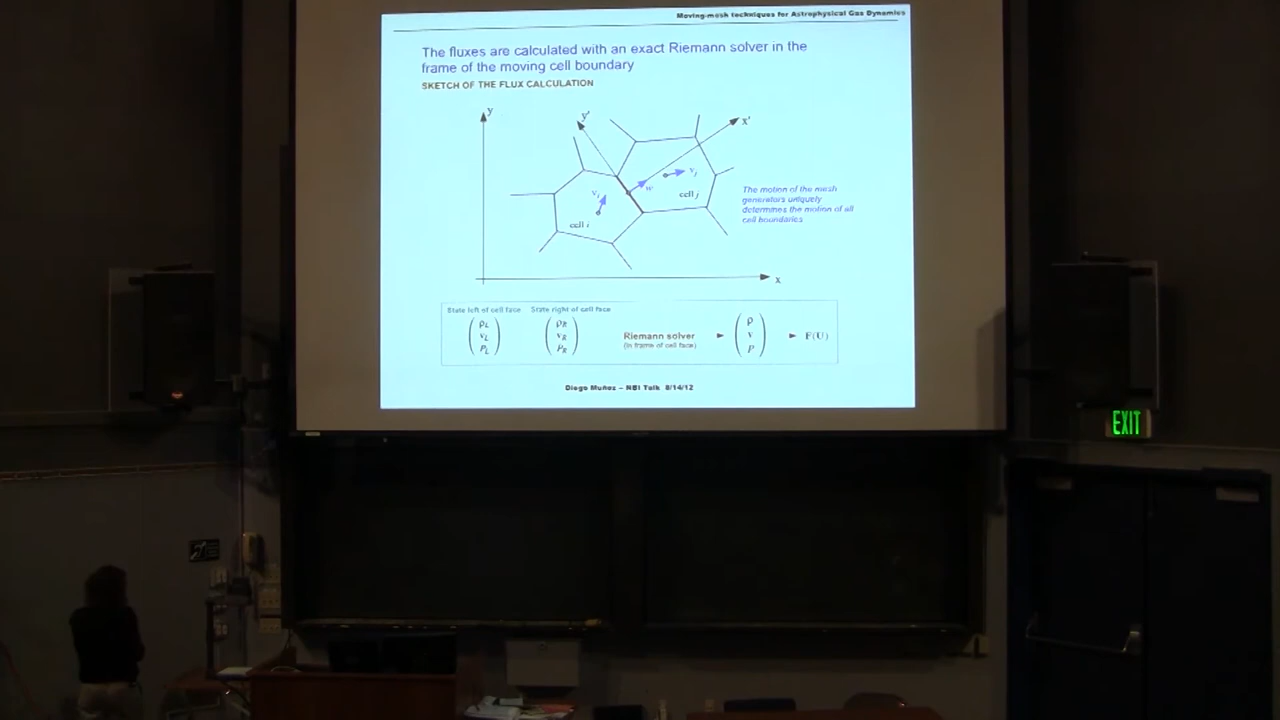 Moving-mesh techniques for Astrophysical Gas Dynamics
The fluxes are calculated with an exact Riemann solver in the
frame of the moving cell boundary
SKETCH OF THE FLUX CALCULATION
y
y'
x'
v_i
w
v_j
cell i
cell j
The motion of the mesh
generators uniquely
determines the motion of all
cell boundaries
x
State left of cell face
State right of cell face
ρ_L
v_L
P_L
ρ_R
v_R
P_R
Riemann solver
(in frame of cell face)
ρ
v
P
F(U)
Diego Muñoz – NBI Talk 8/14/12
EXIT